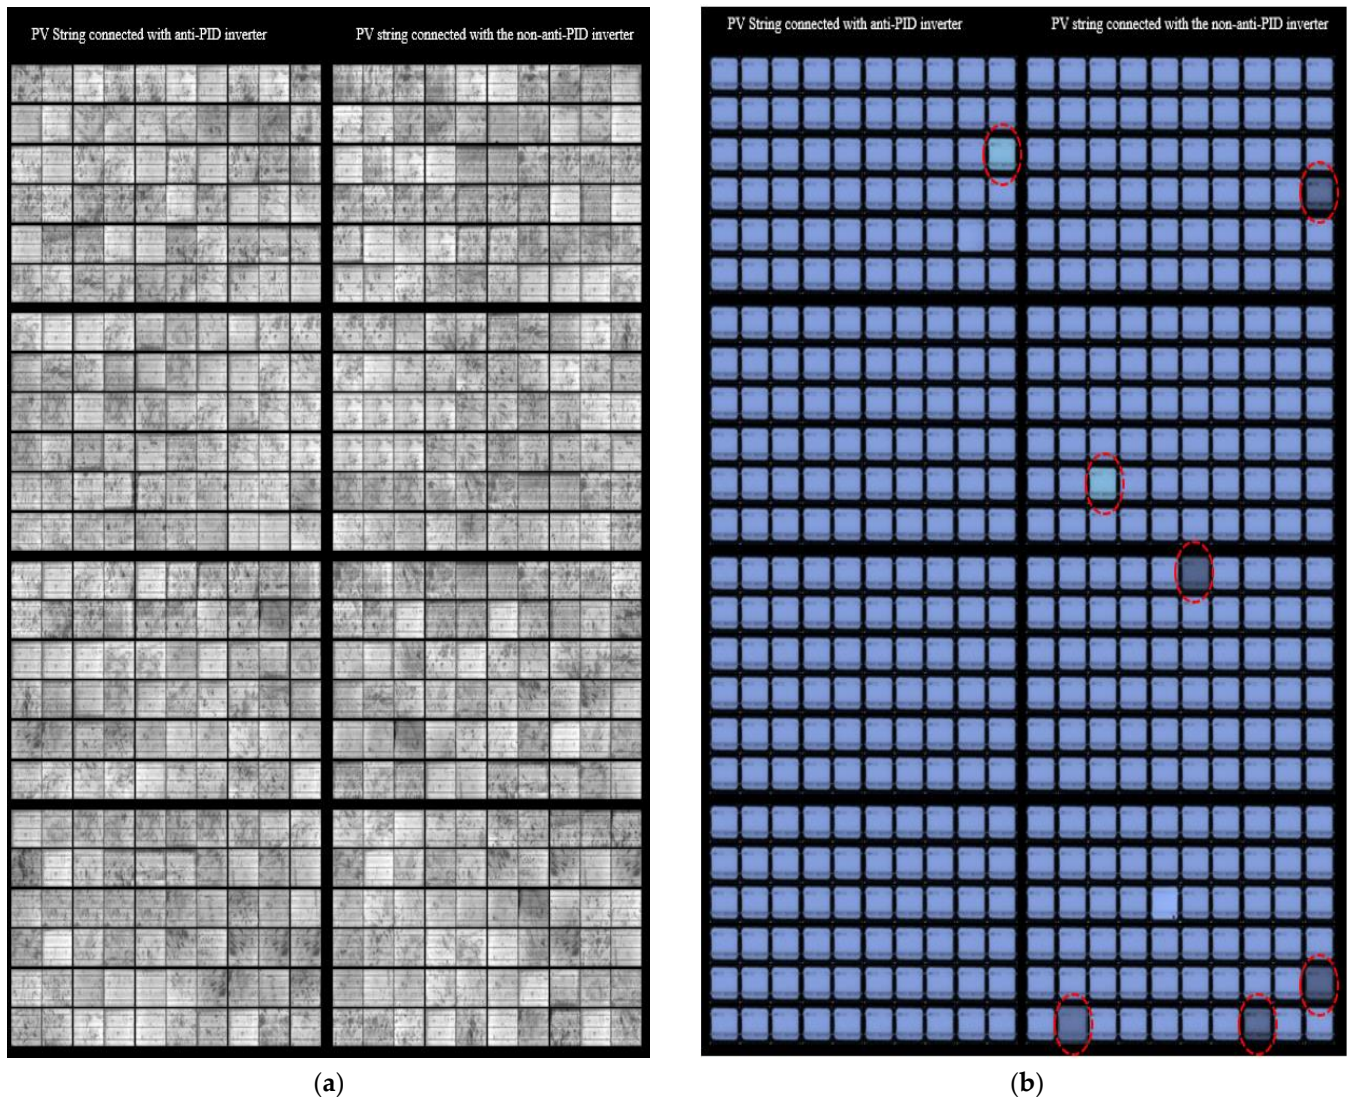 PV String connected with anti-PID inverter
PV string connected with the non-anti-PID inverter
PV String connected with anti-PID inverter
PV string connected with the non-anti-PID inverter
(a)
(b)